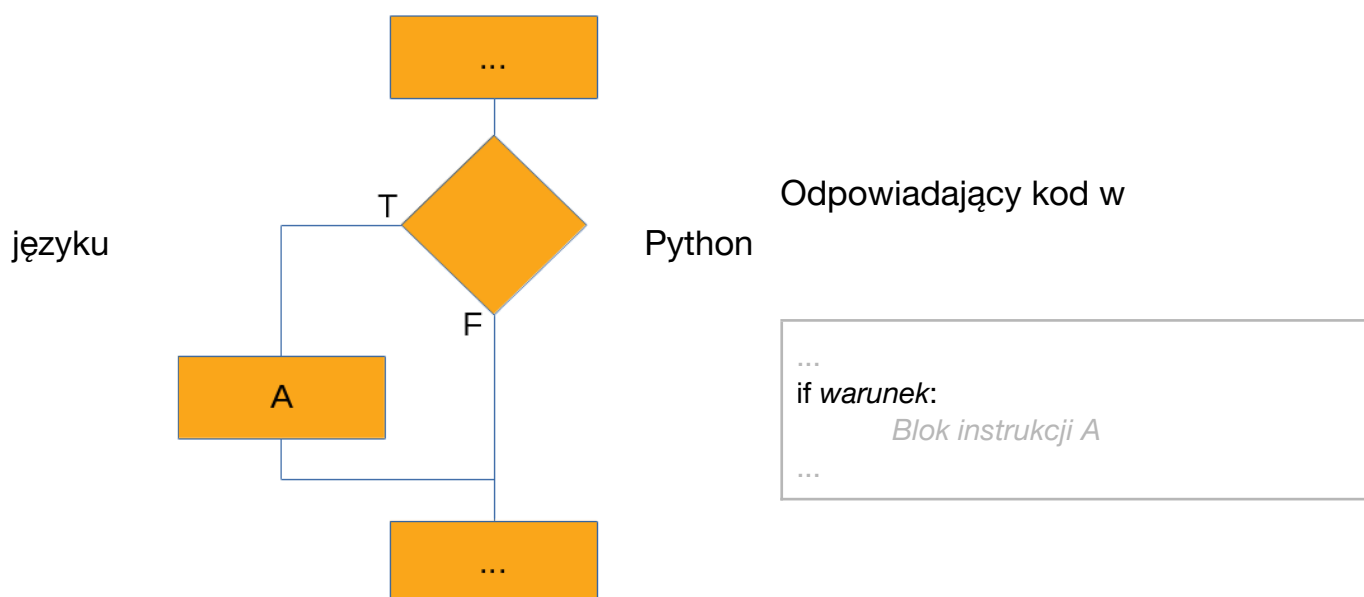 ...
T
Odpowiadający kod w
języku
Python
F
A
...
if warunek:
Blok instrukcji A
...
...